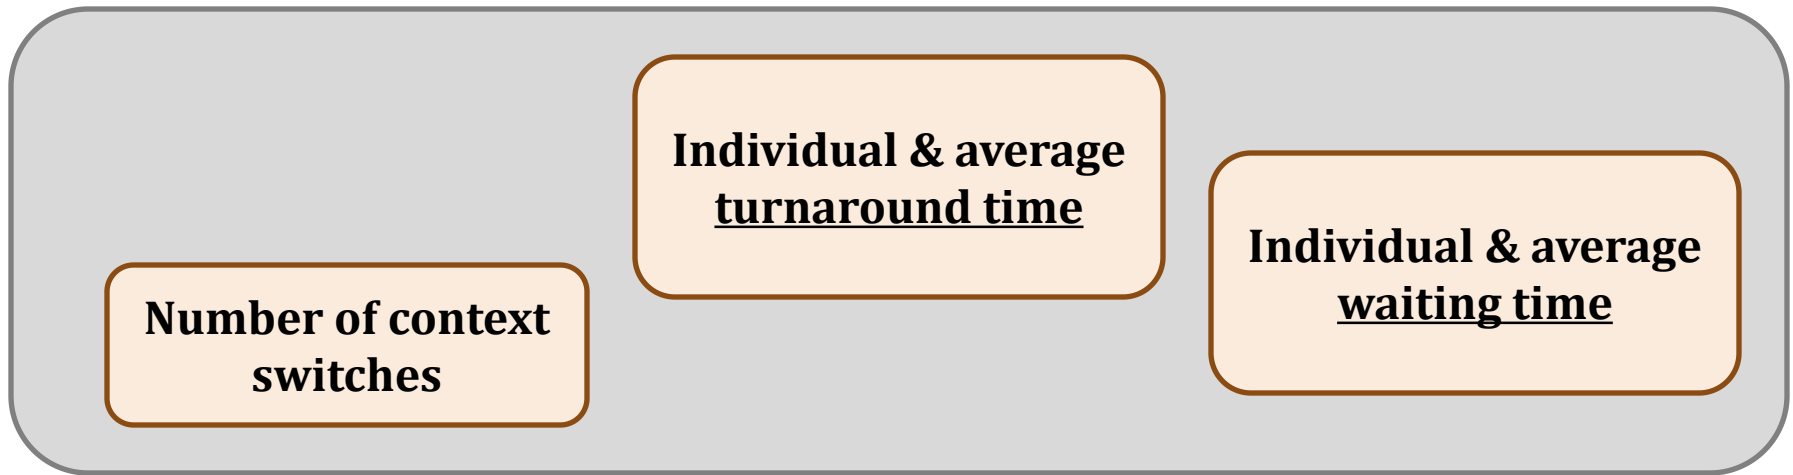 Number of context
switches
Individual & average
turnaround time
Individual & average
waiting time